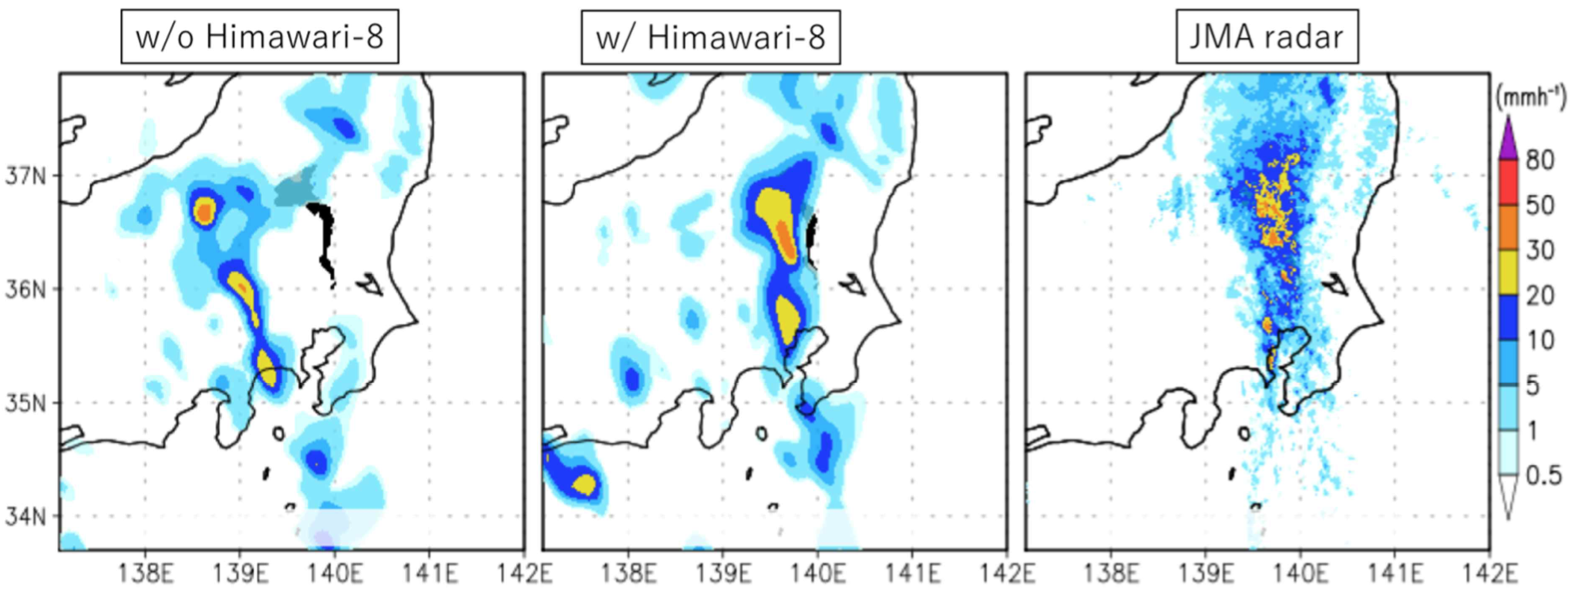 w/o Himawari-8
w/ Himawari-8
JMA radar
(mmh⁻¹)
80
50
30
20
10
5
1
0.5
37N
36N
35N
34N
138E 139E 140E 141E 142E
138E 139E 140E 141E 142E
138E 139E 140E 141E 142E